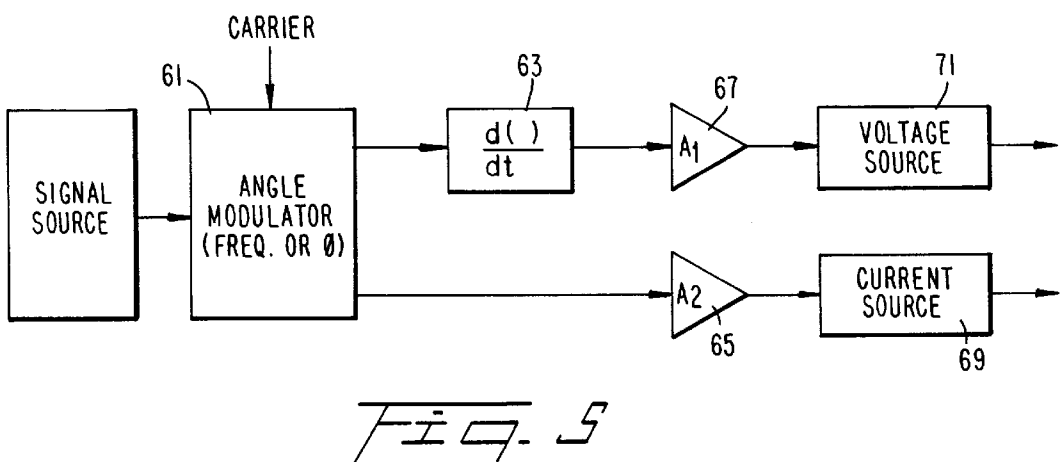 CARRIER
61
63
67
71
SIGNAL
SOURCE
ANGLE
MODULATOR
(FREQ. OR Ø)
d( )
dt
A1
VOLTAGE
SOURCE
A2
65
CURRENT
SOURCE
69
Fig. 5